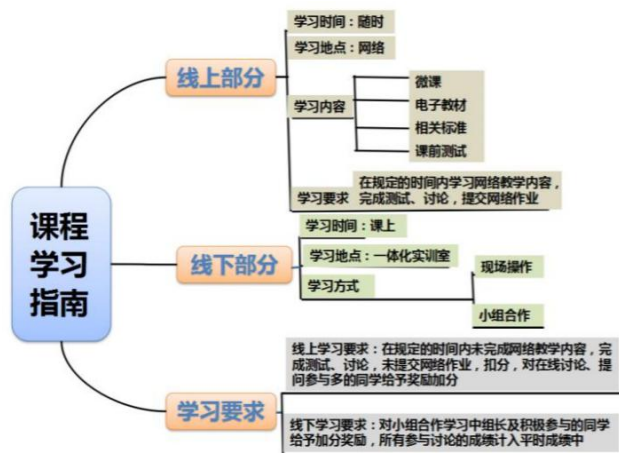 课程
学习
指南
线上部分
学习时间：随时
学习地点：网络
学习内容
微课
电子教材
相关标准
课前测试
学习要求
在规定的时间内学习网络教学内容，
完成测试、讨论，提交网络作业
线下部分
学习时间：课上
学习地点：一体化实训室
学习方式
现场操作
小组合作
学习要求
线上学习要求：在规定的时间内未完成网络教学内容，完
成测试、讨论，未提交网络作业，扣分，对在线讨论、提
问参与多的同学给予奖励加分
线下学习要求：对小组合作学习中组长及积极参与的同学
给予加分奖励，所有参与讨论的成绩计入平时成绩中